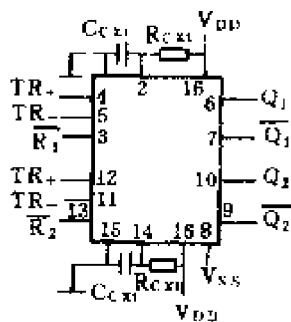 C_CX1 R_CX1 V_DD
2 16
TR+ 4 6 Q1
TR- 5
R̅1 3 7 Q̅1
TR+ 12 10 Q2
TR- 11
R̅2 13 9 Q̅2
15 14 16 8
C_CX1 R_CX1 V_SS
V_DD